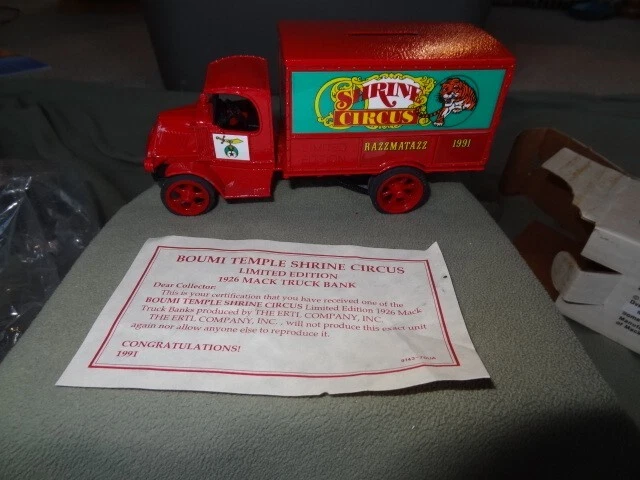 SHRINE
CIRCUS
RAZZMATAZZ 1991
BOUMI TEMPLE SHRINE CIRCUS
LIMITED EDITION
1926 MACK TRUCK BANK
Dear Collector:
This is your certification that you have received one of the
BOUMI TEMPLE SHRINE CIRCUS Limited Edition 1926 Mack
Truck Banks produced by THE ERTL COMPANY, INC.
THE ERTL COMPANY, INC. , will not produce this exact unit
again nor allow anyone else to reproduce it.
CONGRATULATIONS!
1991